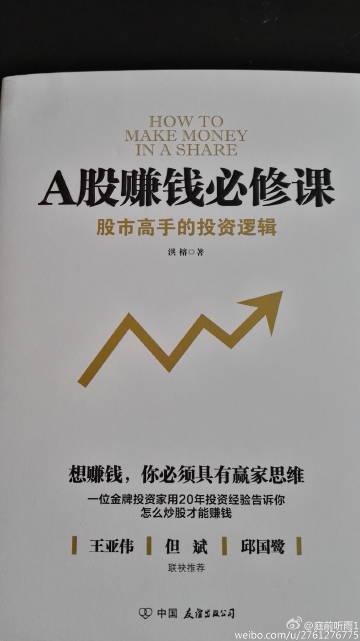 HOW TO
MAKE MONEY
IN A SHARE
A股赚钱必修课
股市高手的投资逻辑
洪榕◎著
想赚钱，你必须具有赢家思维
一位金牌投资家用20年投资经验告诉你
怎么炒股才能赚钱
王亚伟 但斌 邱国鹭
联袂推荐
中国友谊出版公司
@庭前听雨1
weibo.com/u/2761276775